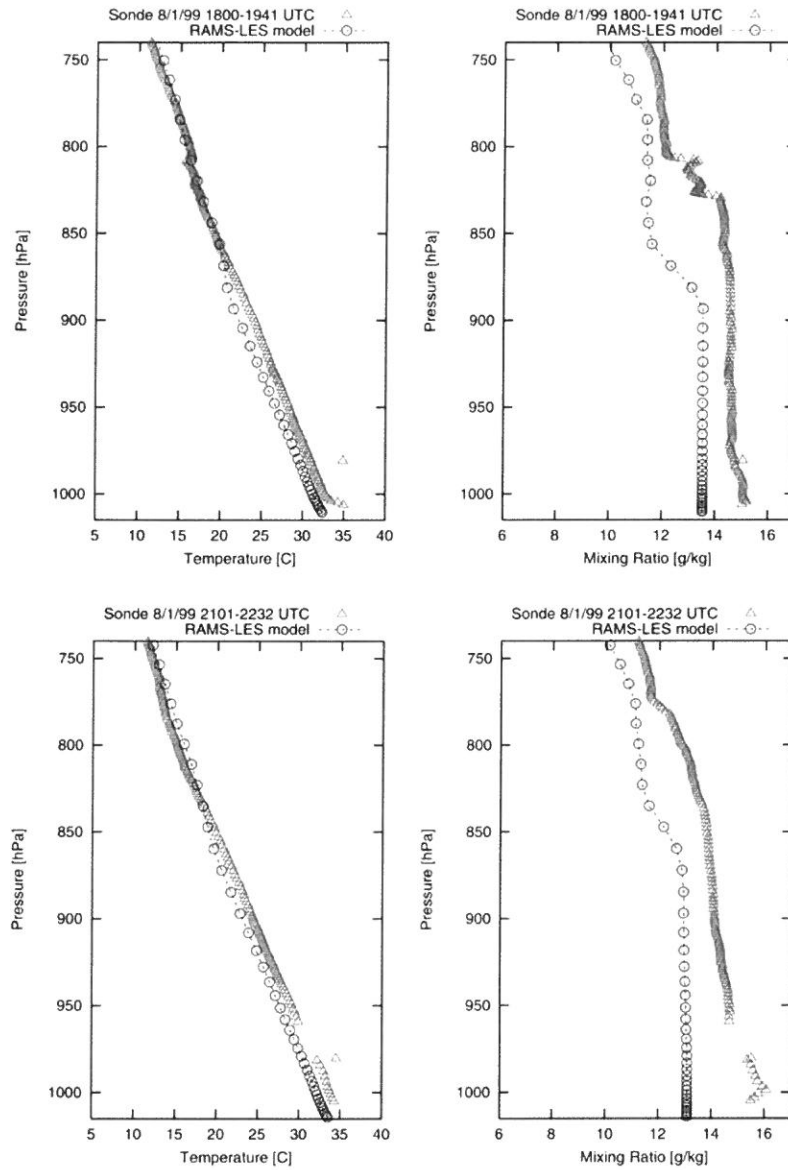 Sonde 8/1/99 1800-1941 UTC
RAMS-LES model
750
800
850
900
950
1000
Pressure [hPa]
5 10 15 20 25 30 35 40
Temperature [C]
Sonde 8/1/99 1800-1941 UTC
RAMS-LES model
750
800
850
900
950
1000
Pressure [hPa]
6 8 10 12 14 16
Mixing Ratio [g/kg]
Sonde 8/1/99 2101-2232 UTC
RAMS-LES model
750
800
850
900
950
1000
Pressure [hPa]
5 10 15 20 25 30 35 40
Temperature [C]
Sonde 8/1/99 2101-2232 UTC
RAMS-LES model
750
800
850
900
950
1000
Pressure [hPa]
6 8 10 12 14 16
Mixing Ratio [g/kg]